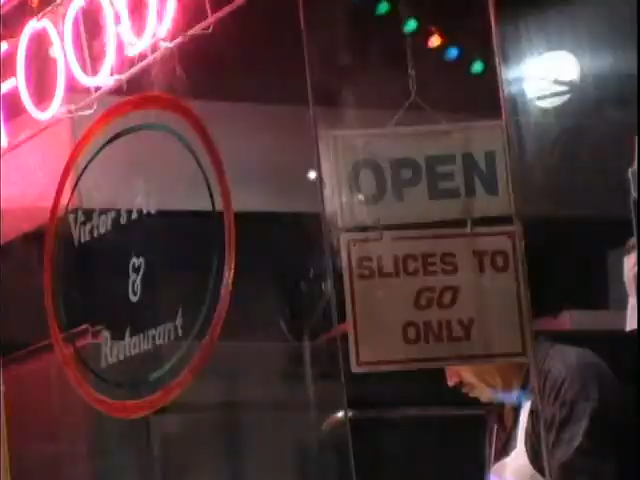 FOOD
Victor's
&
Restaurant
OPEN
SLICES TO
GO
ONLY